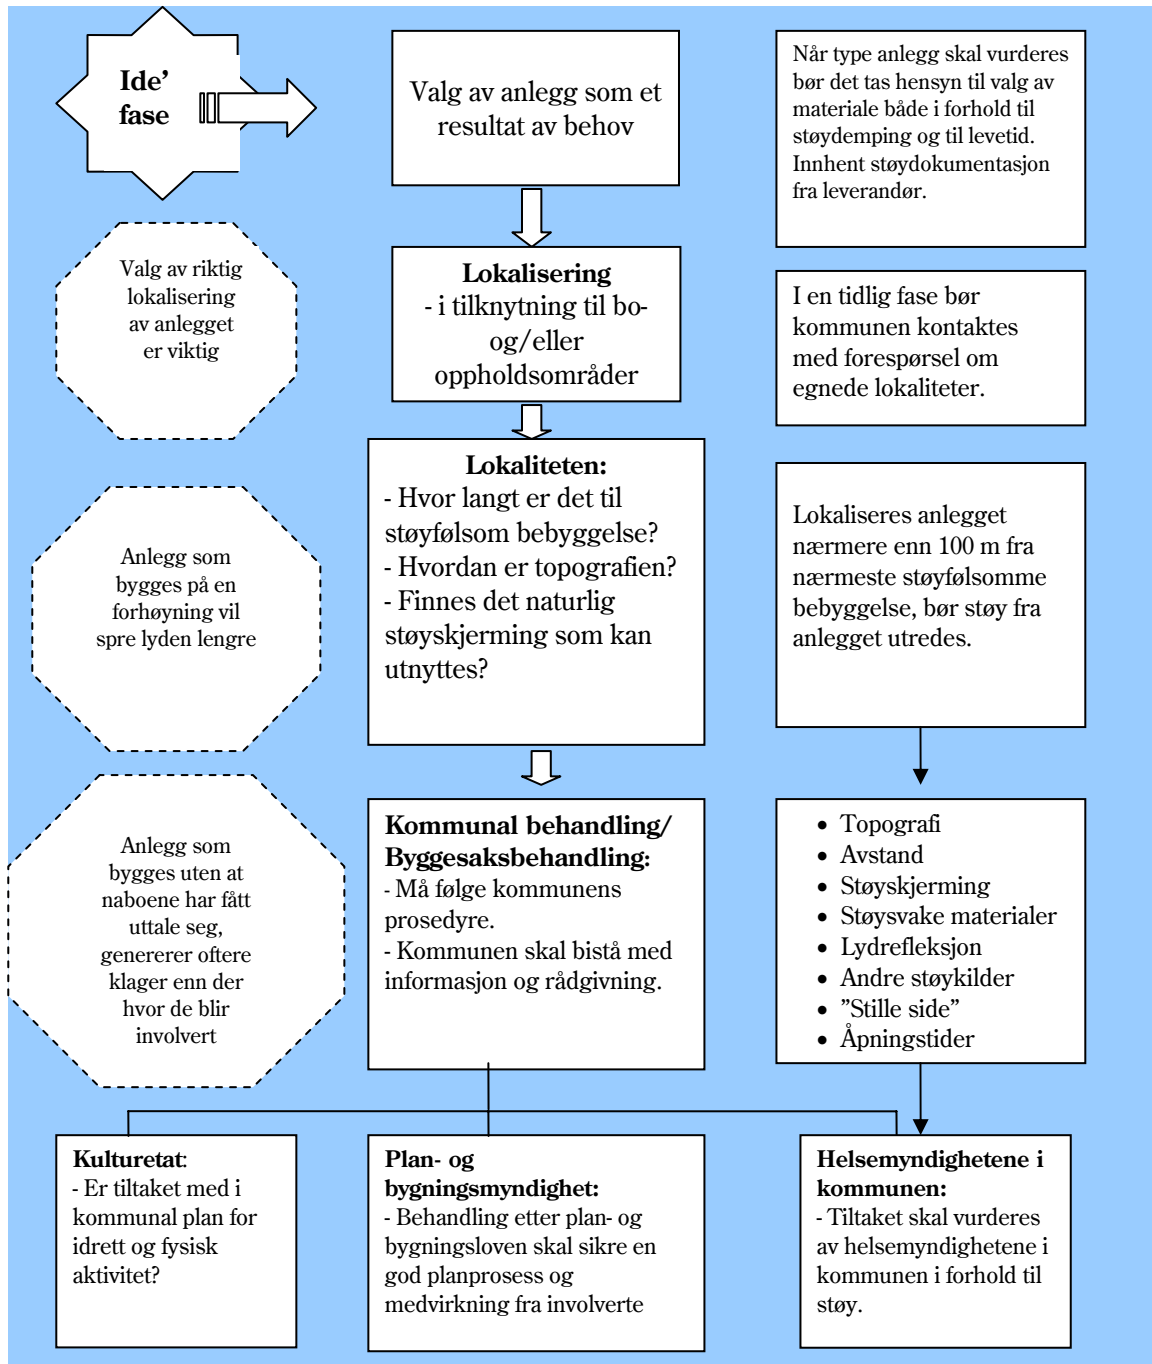 Ide'
fase
Valg av anlegg som et
resultat av behov
Når type anlegg skal vurderes
bør det tas hensyn til valg av
materiale både i forhold til
støydemping og til levetid.
Innhent støydokumentasjon
fra leverandør.
Valg av riktig
lokalisering
av anlegget
er viktig
Lokalisering
- i tilknytning til bo-
og/eller
oppholdsområder
I en tidlig fase bør
kommunen kontaktes
med forespørsel om
egnede lokaliteter.
Anlegg som
bygges på en
forhøyning vil
spre lyden lengre
Lokaliteten:
- Hvor langt er det til
støyfølsom bebyggelse?
- Hvordan er topografien?
- Finnes det naturlig
støyskjerming som kan
utnyttes?
Lokaliseres anlegget
nærmere enn 100 m fra
nærmeste støyfølsomme
bebyggelse, bør støy fra
anlegget utredes.
Anlegg som
bygges uten at
naboene har fått
uttale seg,
genererer oftere
klager enn der
hvor de blir
involvert
Kommunal behandling/
Byggesaksbehandling:
- Må følge kommunens
prosedyre.
- Kommunen skal bistå med
informasjon og rådgivning.
• Topografi
• Avstand
• Støyskjerming
• Støysvake materialer
• Lydrefleksjon
• Andre støykilder
• ”Stille side”
• Åpningstider
Kulturetat:
- Er tiltaket med i
kommunal plan for
idrett og fysisk
aktivitet?
Plan- og
bygningsmyndighet:
- Behandling etter plan- og
bygningsloven skal sikre en
god planprosess og
medvirkning fra involverte
Helsemyndighetene i
kommunen:
- Tiltaket skal vurderes
av helsemyndighetene i
kommunen i forhold til
støy.